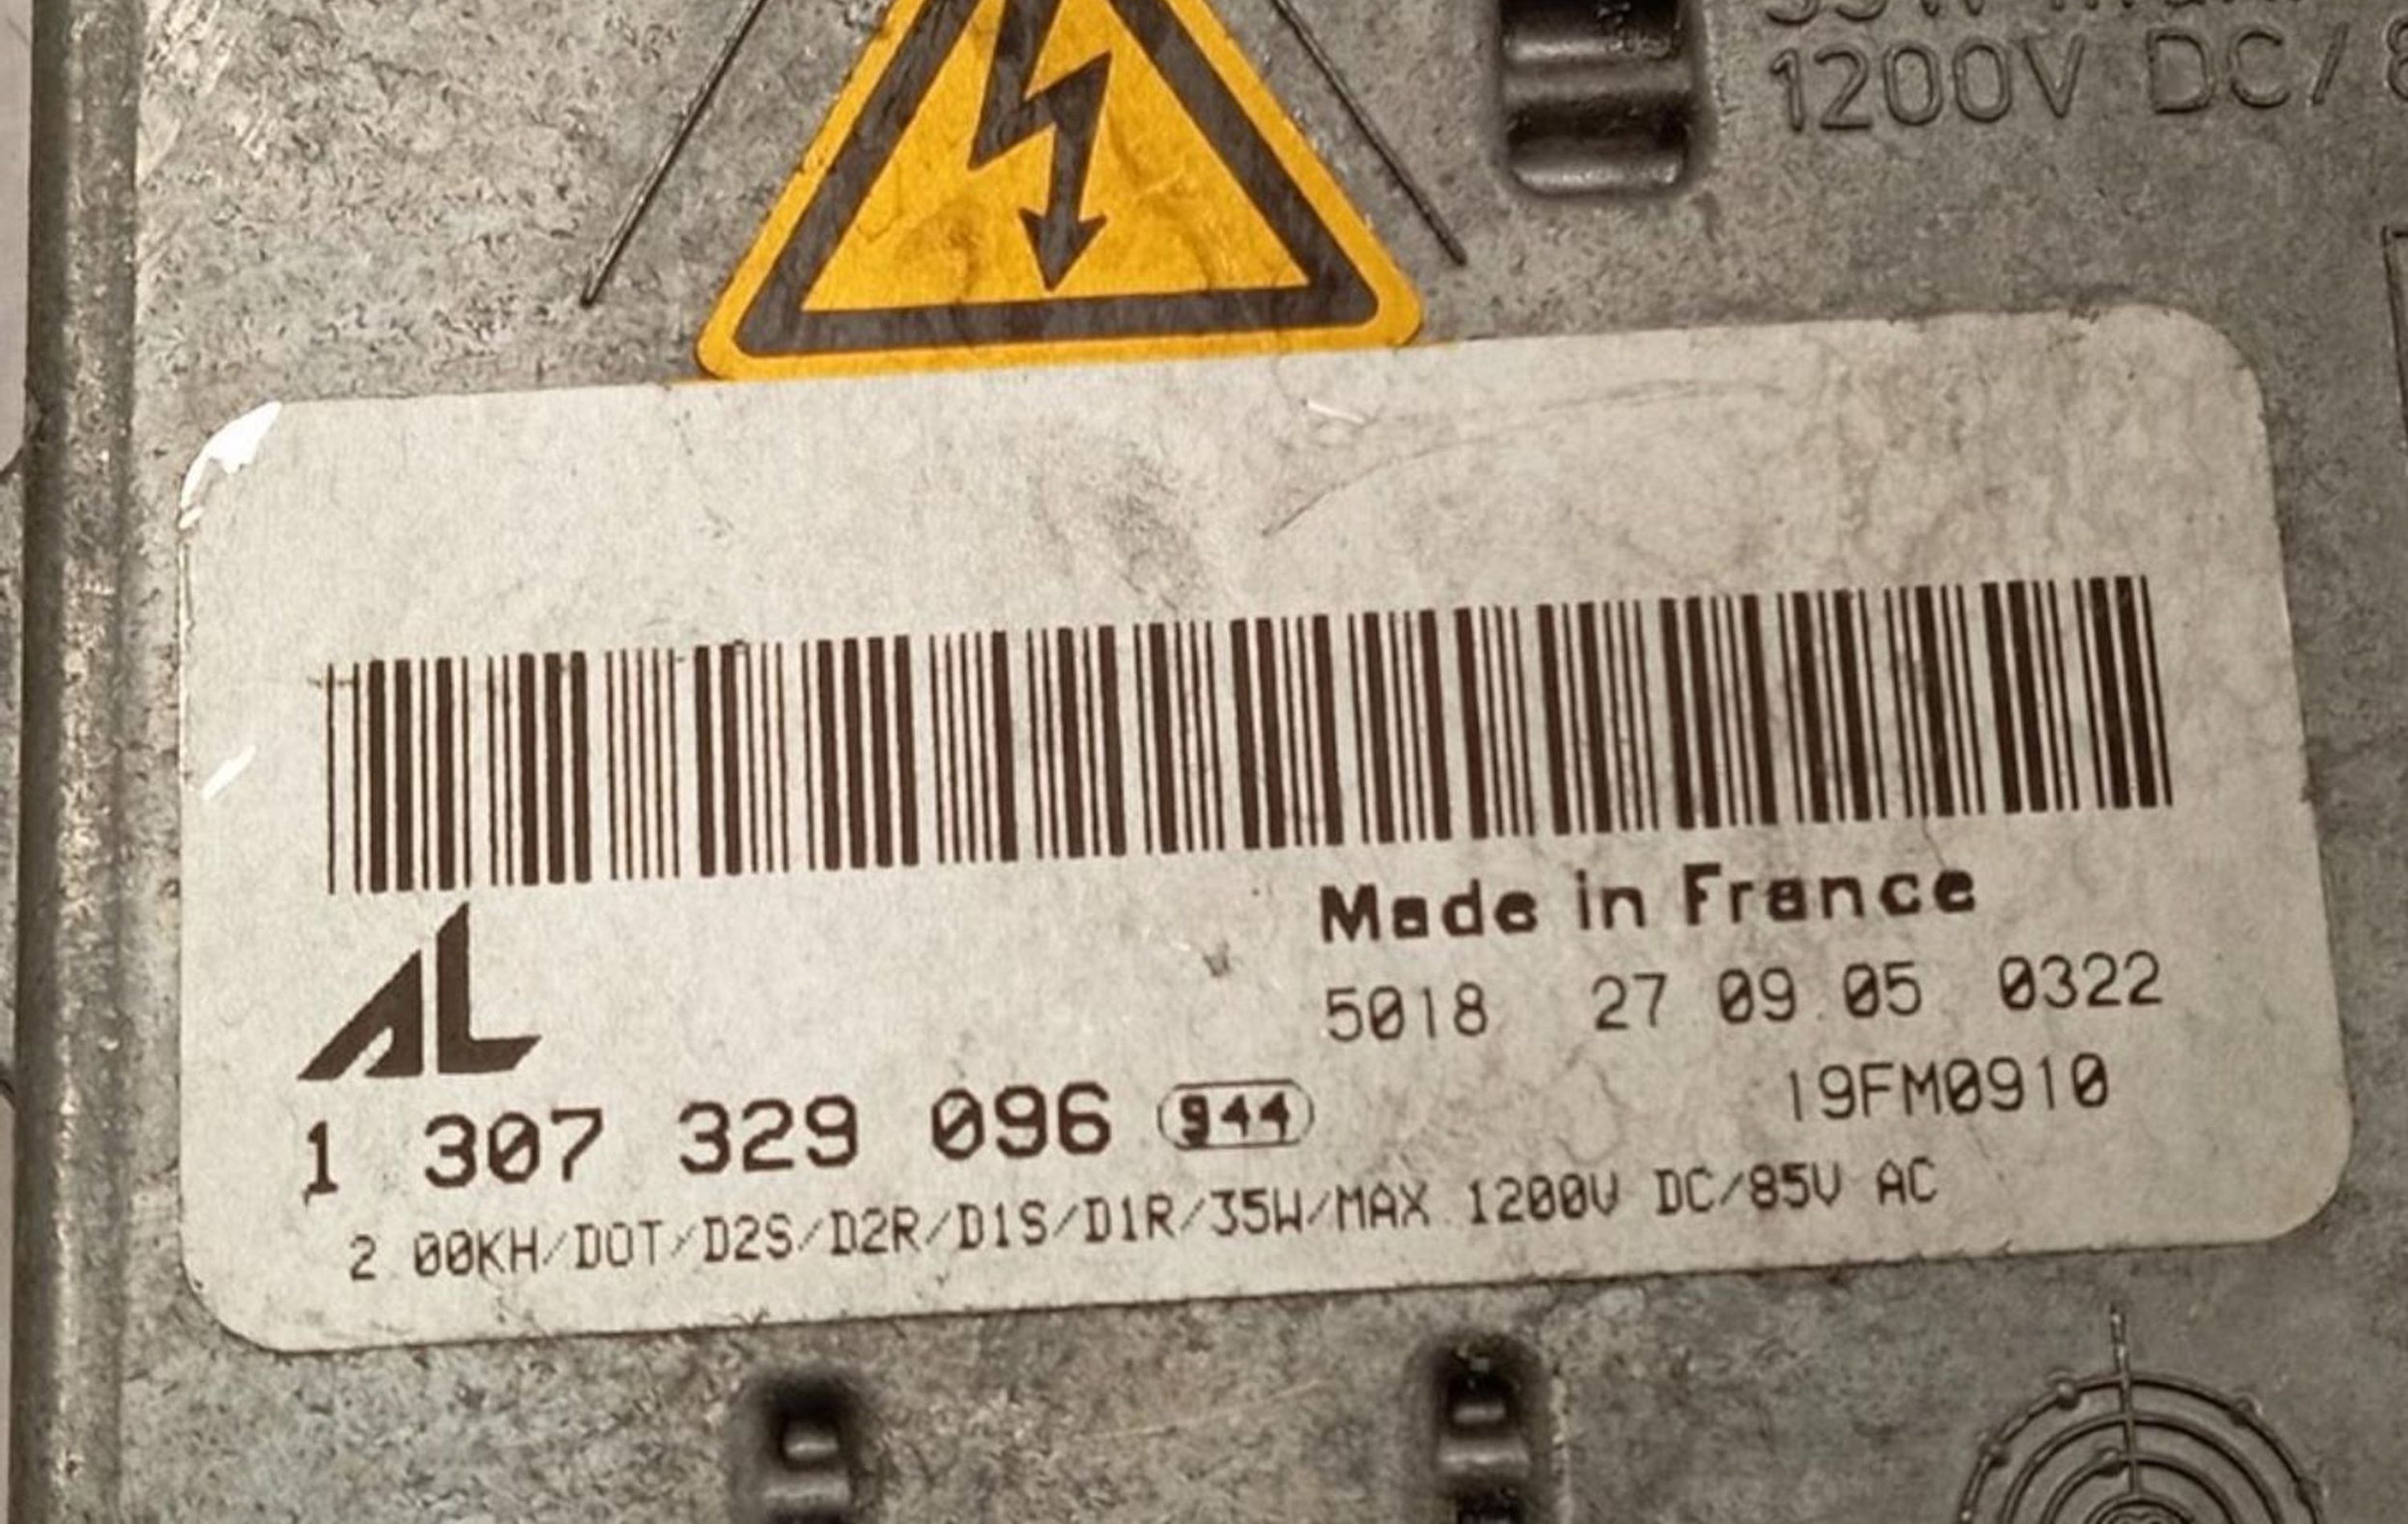 1200V DC/
Made in France
AL
5018 27 09 05 0322
19FM0910
1 307 329 096 944
2 00KH/DOT/D2S/D2R/D1S/D1R/35W/MAX 1200V DC/85V AC